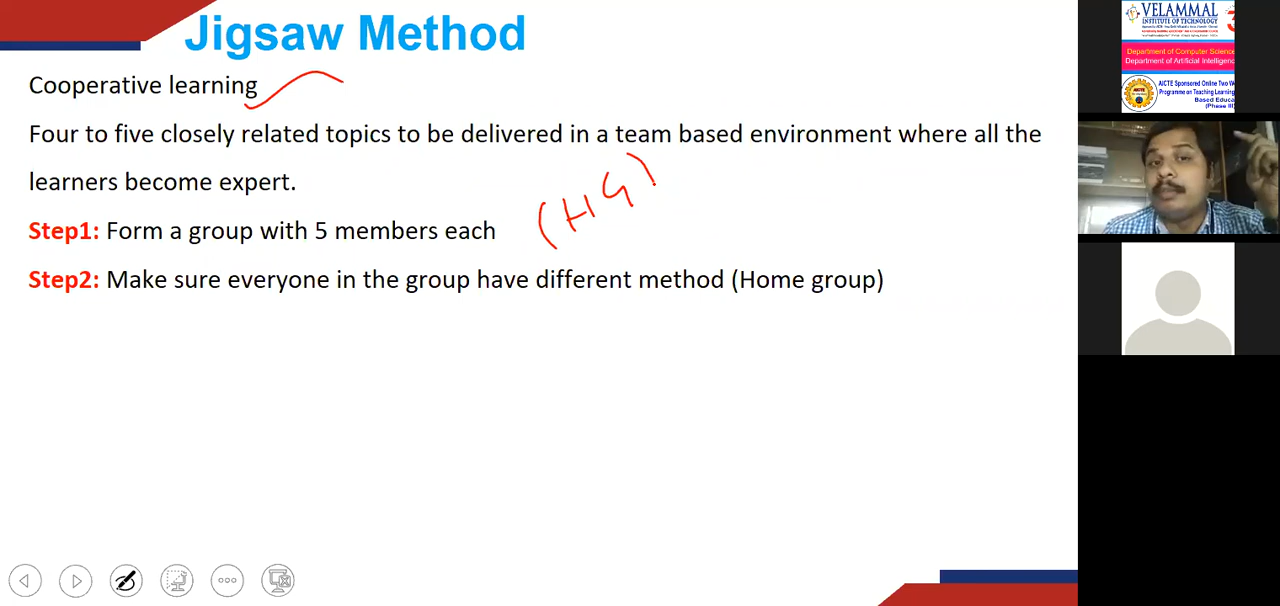 Jigsaw Method
Cooperative learning
Four to five closely related topics to be delivered in a team based environment where all the
learners become expert.
(HG)
Step1: Form a group with 5 members each
Step2: Make sure everyone in the group have different method (Home group)
VELAMMAL
INSTITUTE OF TECHNOLOGY
Department of Computer Science
Department of Artificial Intelligenc
AICTE Sponsored Online Two W
Programme on Teaching Learning
Based Educa
(Phase II